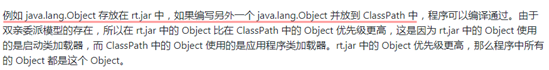 例如 java.lang.Object 存放在 rt.jar 中，如果编写另外一个 java.lang.Object 并放到 ClassPath 中，程序可以编译通过。由于
双亲委派模型的存在，所以在 rt.jar 中的 Object 比在 ClassPath 中的 Object 优先级更高，这是因为 rt.jar 中的 Object 使用
的是启动类加载器，而 ClassPath 中的 Object 使用的是应用程序类加载器。rt.jar 中的 Object 优先级更高，那么程序中所有
的 Object 都是这个 Object。